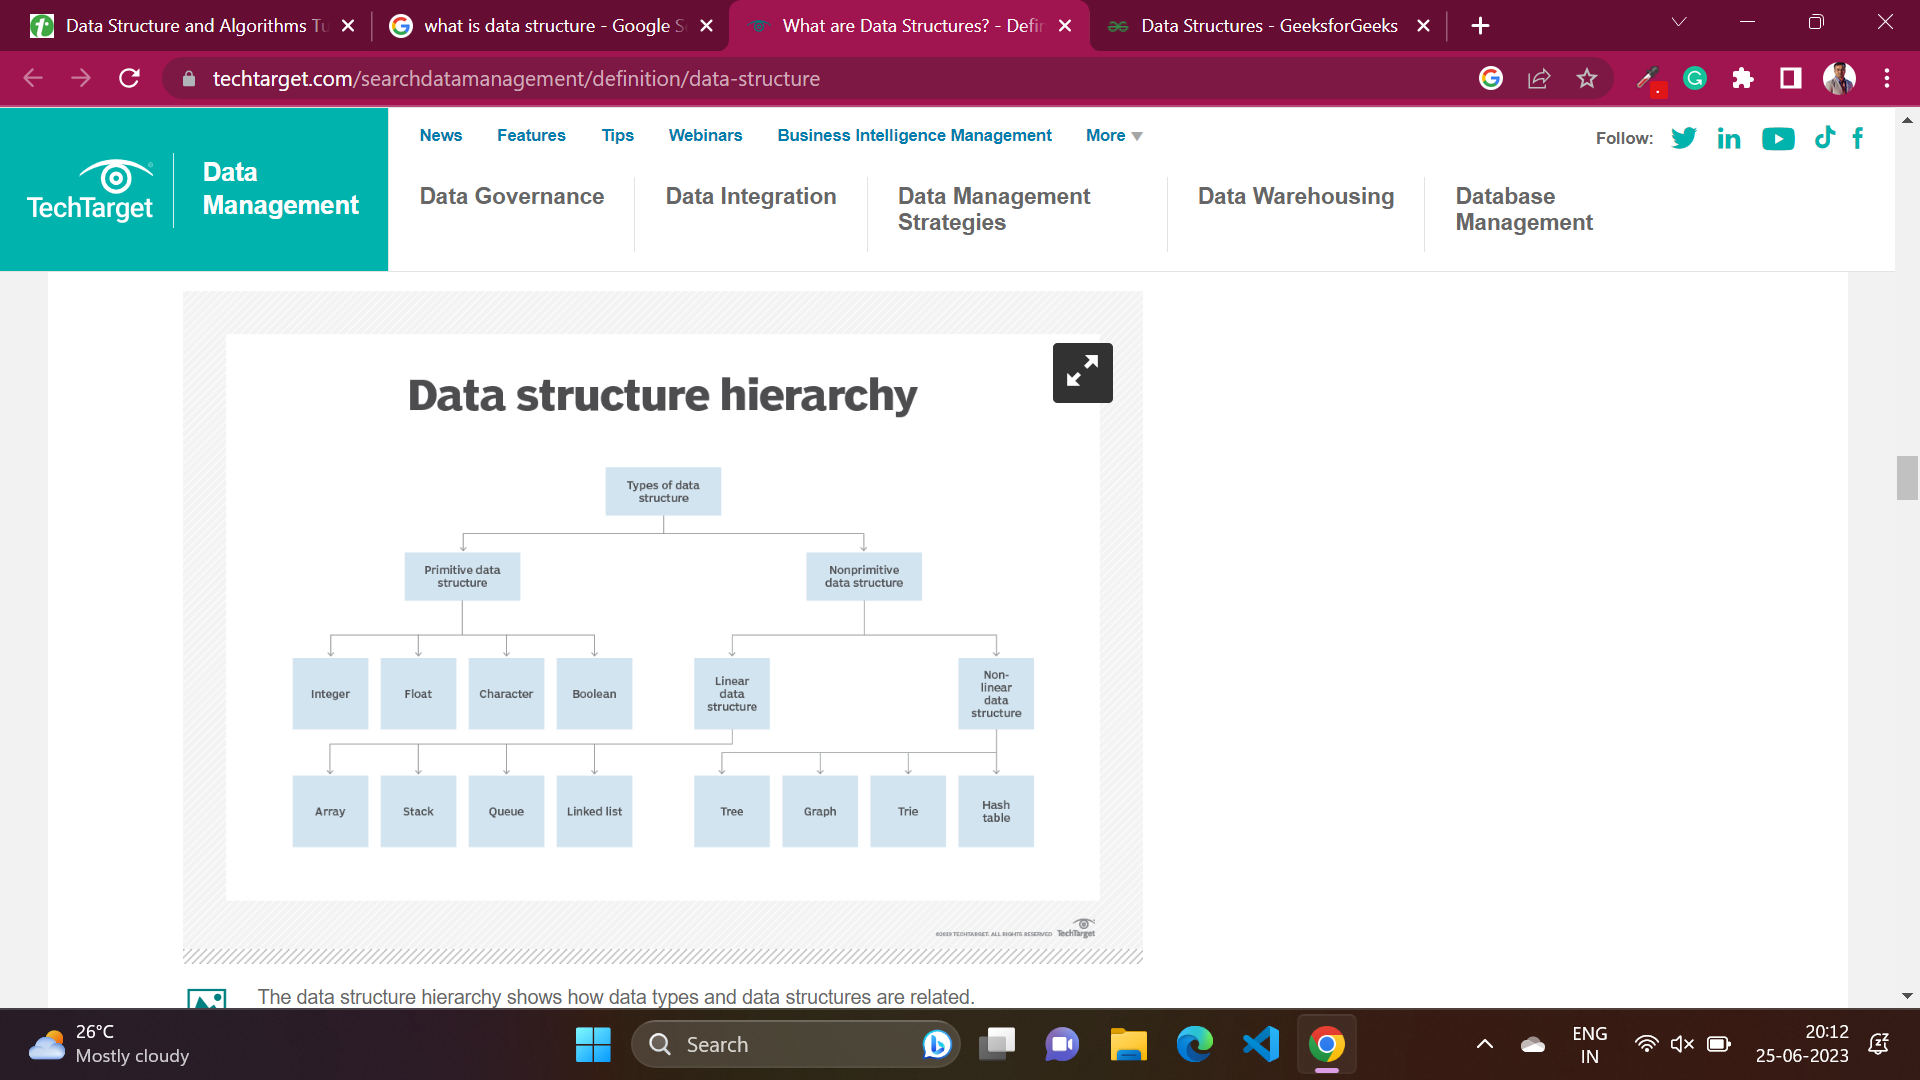 Data Structure and Algorithms Tu
what is data structure - Google S
What are Data Structures? - Defin
Data Structures - GeeksforGeeks
techtarget.com/searchdatamanagement/definition/data-structure
TechTarget
Data
Management
News Features Tips Webinars Business Intelligence Management More
Follow:
Data Governance
Data Integration
Data Management
Strategies
Data Warehousing
Database
Management
Data structure hierarchy
Types of data
structure
Primitive data
structure
Nonprimitive
data structure
Integer
Float
Character
Boolean
Linear
data
structure
Non-
linear
data
structure
Array
Stack
Queue
Linked list
Tree
Graph
Trie
Hash
table
©2019 TECHTARGET. ALL RIGHTS RESERVED TechTarget
The data structure hierarchy shows how data types and data structures are related.
26°C
Mostly cloudy
Search
ENG
IN
20:12
25-06-2023